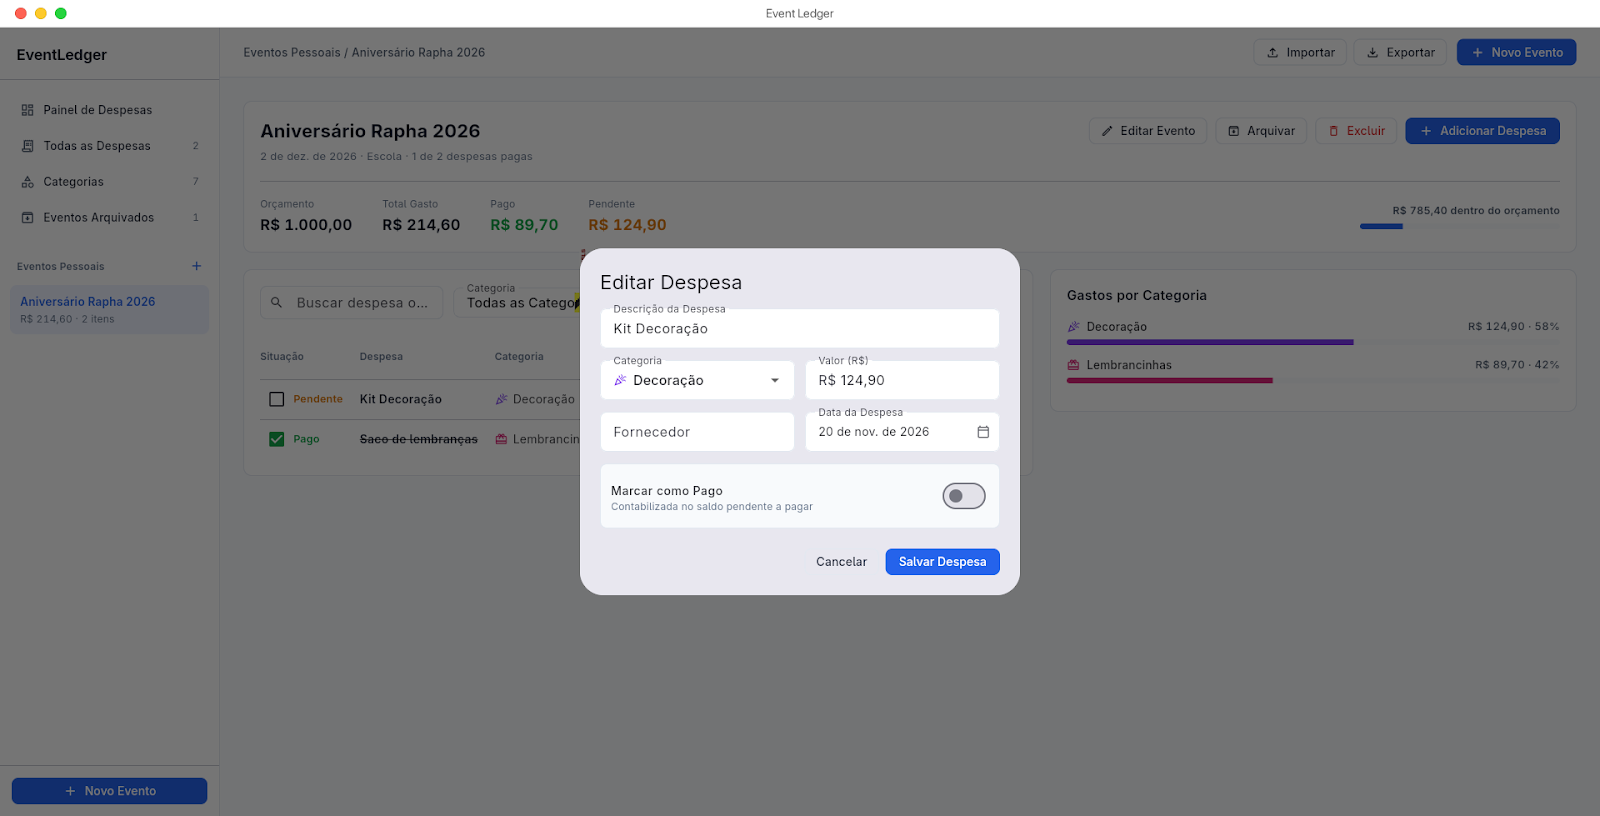 Event Ledger
EventLedger
Eventos Pessoais / Aniversário Rapha 2026
Importar
Exportar
+ Novo Evento
Painel de Despesas
Todas as Despesas 2
Categorias 7
Eventos Arquivados 1
Eventos Pessoais +
Aniversário Rapha 2026
R$ 214,60 · 2 itens
+ Novo Evento
Aniversário Rapha 2026
2 de dez. de 2026 · Escola · 1 de 2 despesas pagas
Editar Evento
Arquivar
Excluir
+ Adicionar Despesa
Orçamento
R$ 1.000,00
Total Gasto
R$ 214,60
Pago
R$ 89,70
Pendente
R$ 124,90
R$ 785,40 dentro do orçamento
Buscar despesa o...
Categoria
Todas as
Situação Despesa Categoria
Pendente Kit Decoração Decoração
Pago Saco de lembranças
Gastos por Categoria
Decoração R$ 124,90 · 58%
Lembrancinhas R$ 89,70 · 42%
Editar Despesa
Descrição da Despesa
Kit Decoração
Categoria
Decoração
Valor (R$)
R$ 124,90
Fornecedor
Data da Despesa
20 de nov. de 2026
Marcar como Pago
Contabilizada no saldo pendente a pagar
Cancelar
Salvar Despesa